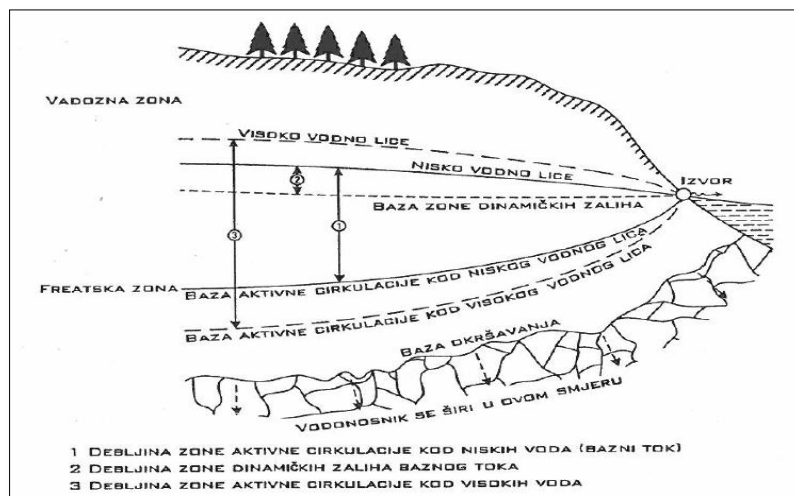 VADOZNA ZONA
VISOKO VODNO LICE
NISKO VODNO LICE
IZVOR
2
BAZA ZONE DINAMIČKIH ZALIHA
1
3
FREATSKA ZONA
BAZA AKTIVNE CIRKULACIJE KOD NISKOG VODNOG LICA
BAZA AKTIVNE CIRKULACIJE KOD VISOKOG VODNOG LICA
BAZA OKRŠAVANJA
VODONOSNIK SE ŠIRI U OVOM SMJERU
1 DEBLJINA ZONE AKTIVNE CIRKULACIJE KOD NISKIH VODA (BAZNI TOK)
2 DEBLJINA ZONE DINAMIČKIH ZALIHA BAZNOG TOKA
3 DEBLJINA ZONE AKTIVNE CIRKULACIJE KOD VISOKIH VODA